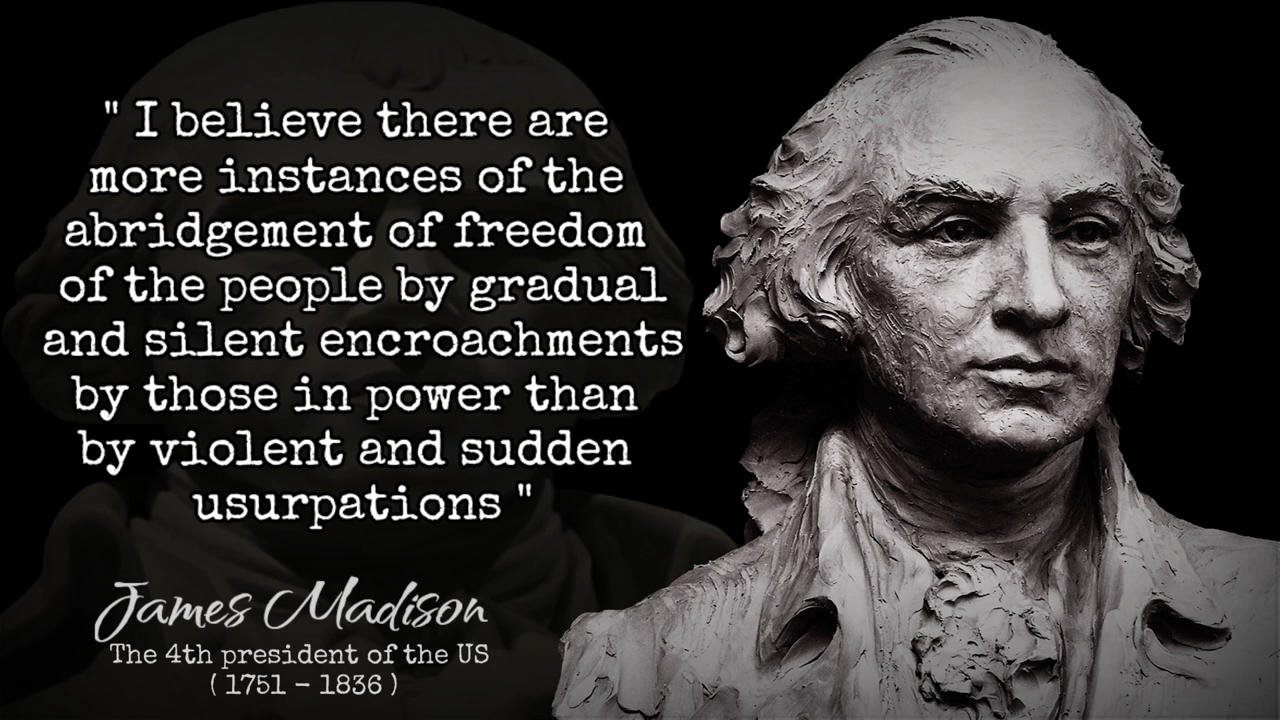 " I believe there are
more instances of the
abridgement of freedom
of the people by gradual
and silent encroachments
by those in power than
by violent and sudden
usurpations "
James Madison
The 4th president of the US
( 1751 - 1836 )